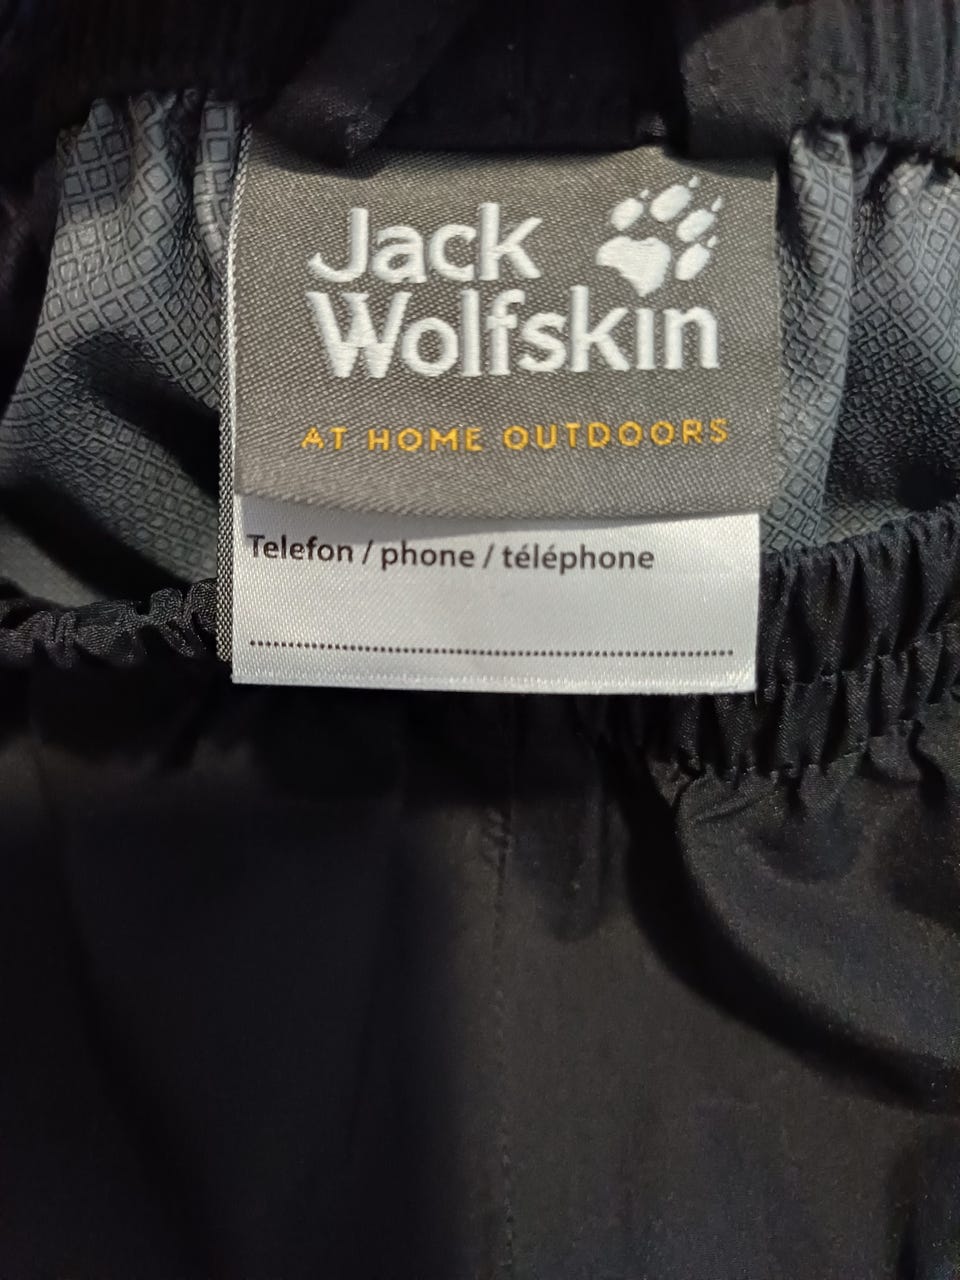 Jack
Wolfskin
AT HOME OUTDOORS
Telefon / phone / téléphone